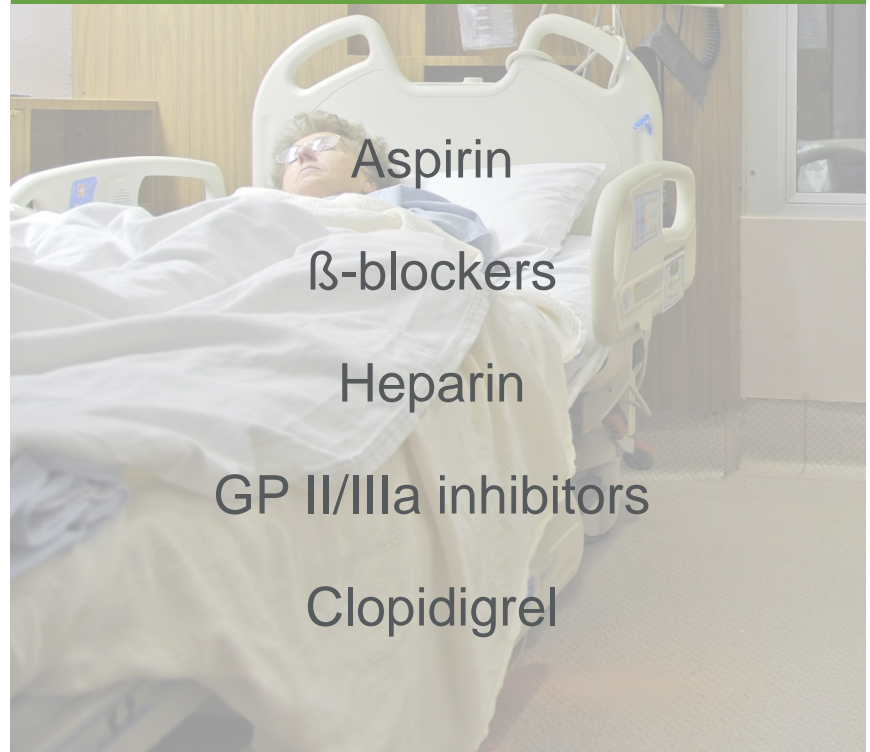 Aspirin
ß-blockers
Heparin
GP II/IIIa inhibitors
Clopidigrel